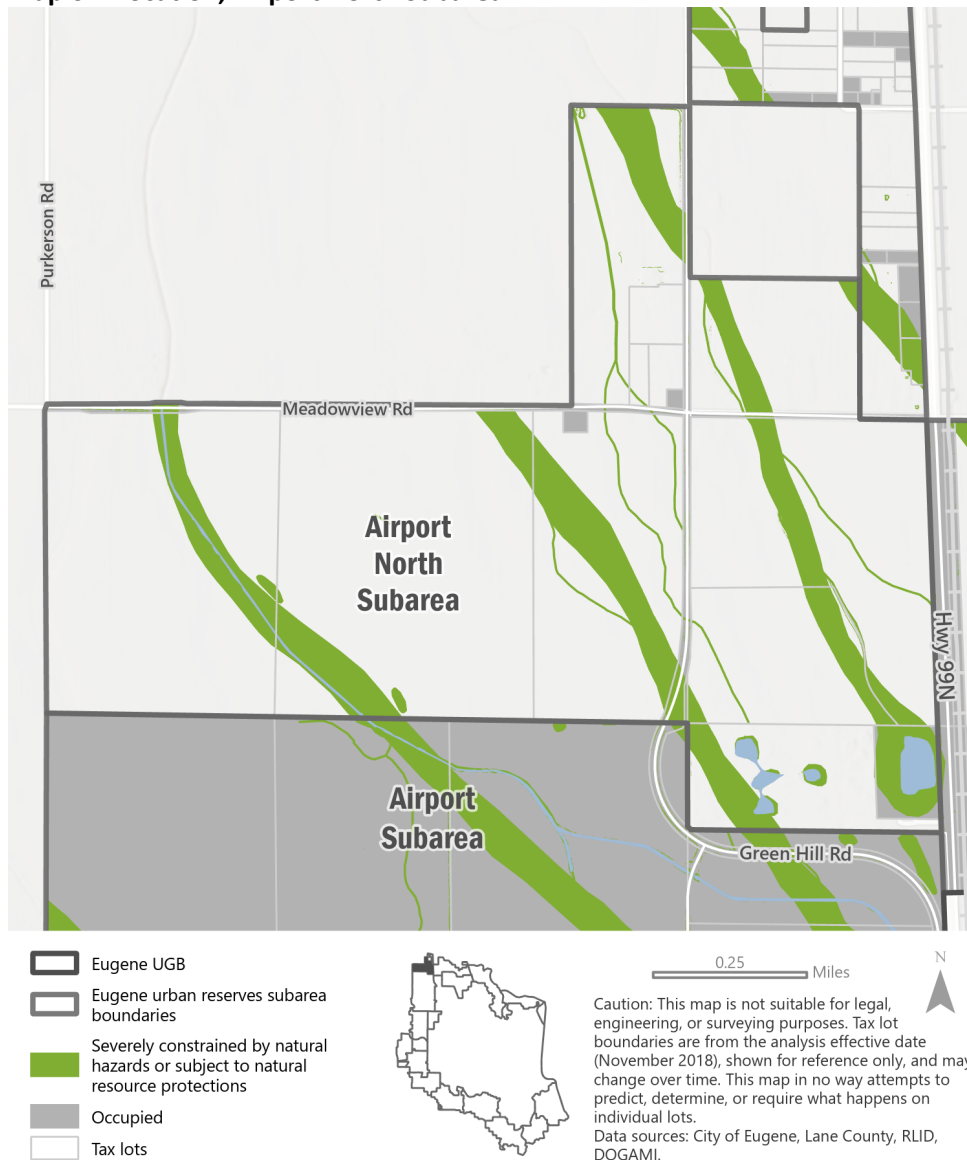 Purkerson Rd
Meadowview Rd
Airport
North
Subarea
Hwy 99N
Airport
Subarea
Green Hill Rd
Eugene UGB
Eugene urban reserves subarea
boundaries
Severely constrained by natural
hazards or subject to natural
resource protections
Occupied
Tax lots
0.25
Miles
N
Caution: This map is not suitable for legal,
engineering, or surveying purposes. Tax lot
boundaries are from the analysis effective date
(November 2018), shown for reference only, and may
change over time. This map in no way attempts to
predict, determine, or require what happens on
individual lots.
Data sources: City of Eugene, Lane County, RLID,
DOGAMI.